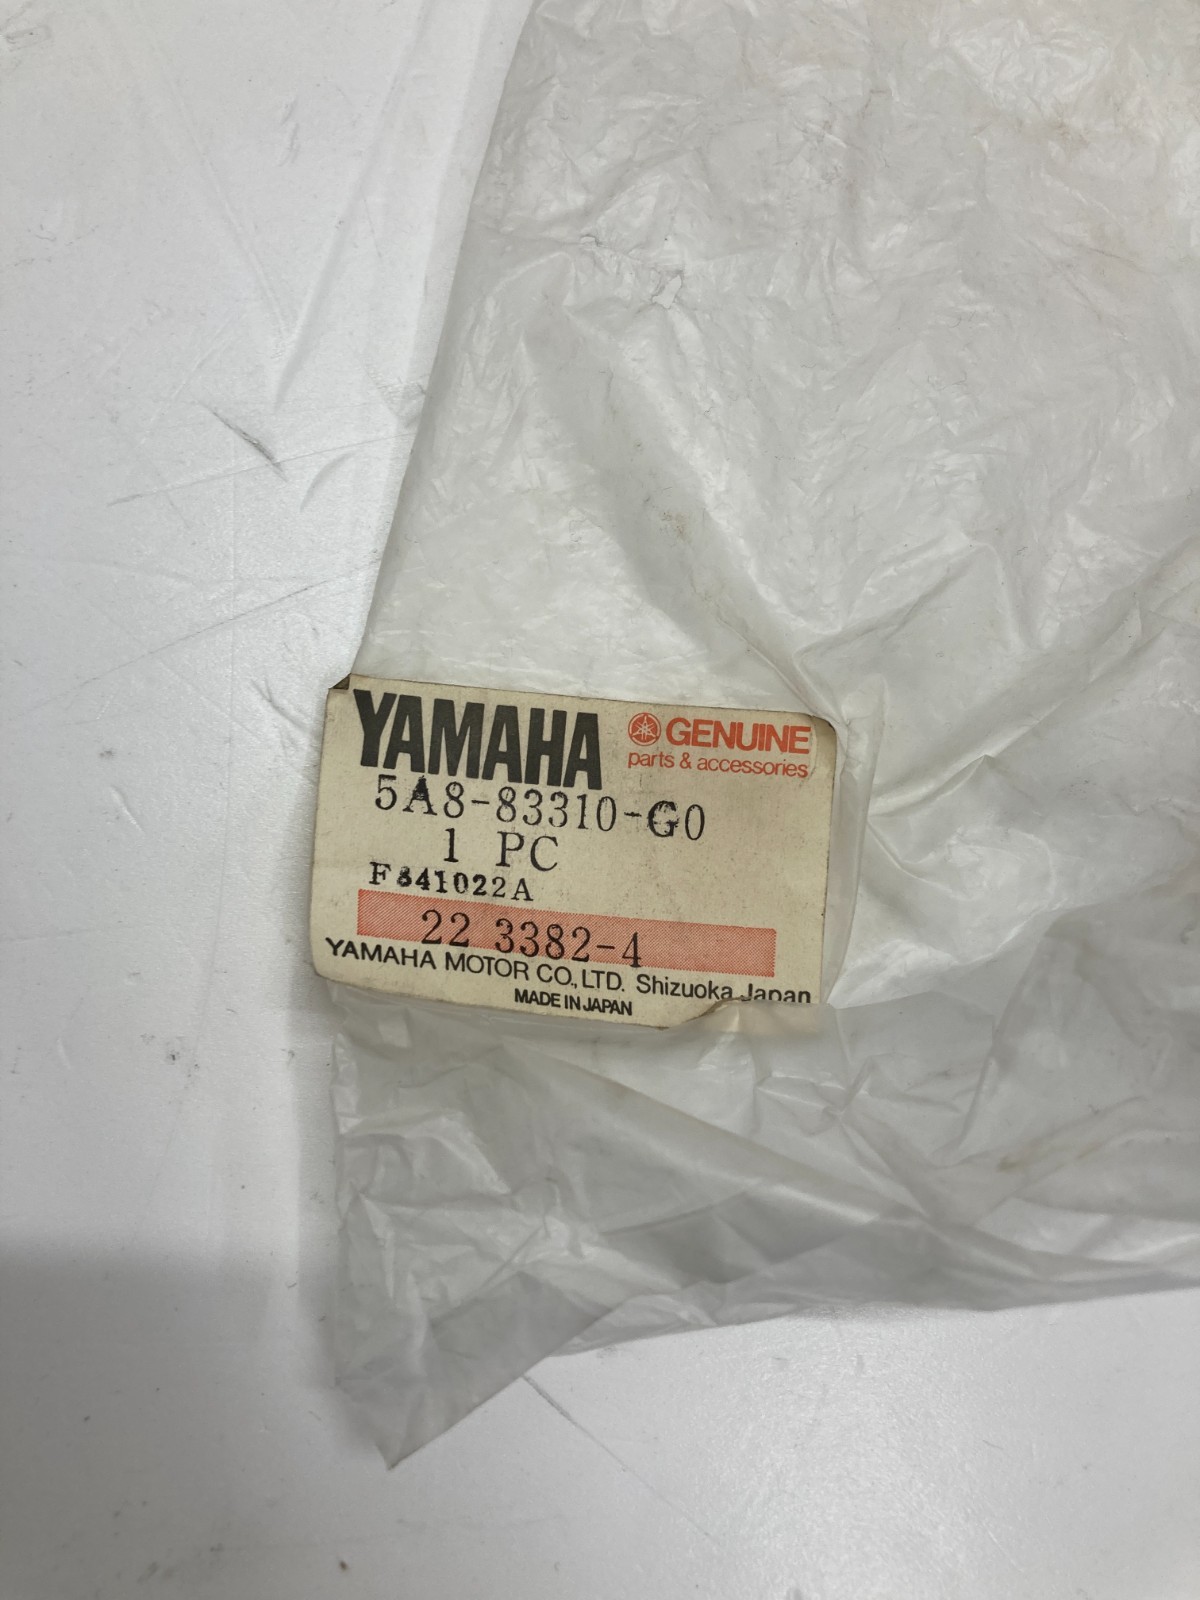 YAMAHA GENUINE
parts & accessories
5A8-83310-G0
1 PC
F841022A
22 3382-4
YAMAHA MOTOR CO., LTD. Shizuoka Japan
MADE IN JAPAN